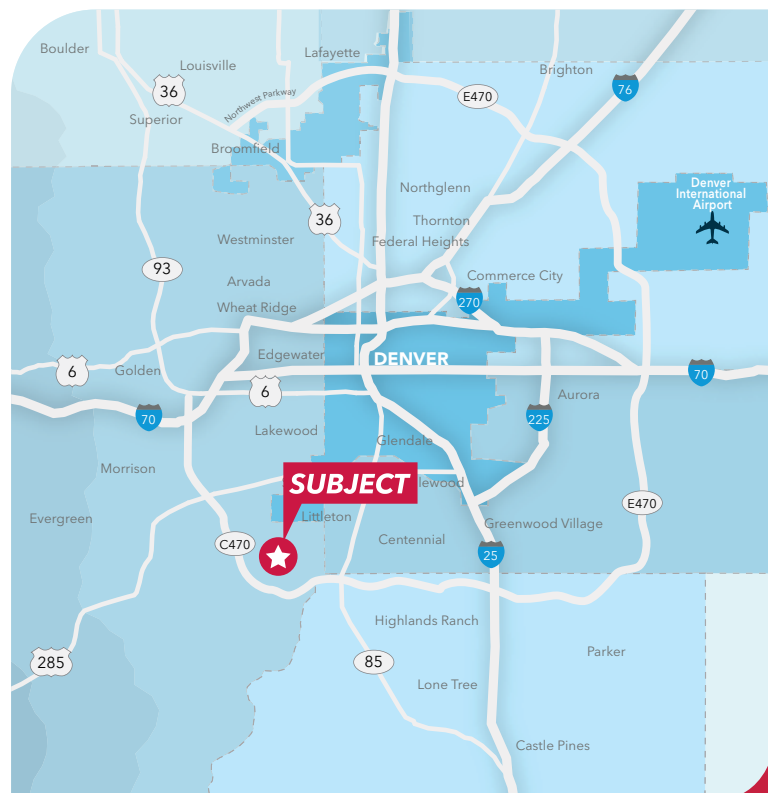 Boulder
Lafayette
Louisville
Brighton
36
Northwest Parkway
E470
76
Superior
Broomfield
Northglenn
Denver
International
Airport
36
Thornton
Westminster
Federal Heights
93
Arvada
Commerce City
270
Wheat Ridge
Edgewater
DENVER
6
Golden
70
6
Aurora
70
225
Lakewood
Glendale
Morrison
SUBJECT
lewood
E470
Evergreen
Littleton
Greenwood Village
C470
Centennial
25
Highlands Ranch
285
85
Parker
Lone Tree
Castle Pines